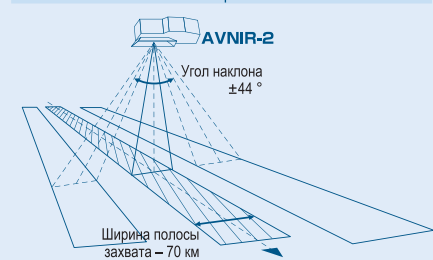 AVNIR-2
Угол наклона
±44 °
Ширина полосы
захвата – 70 км